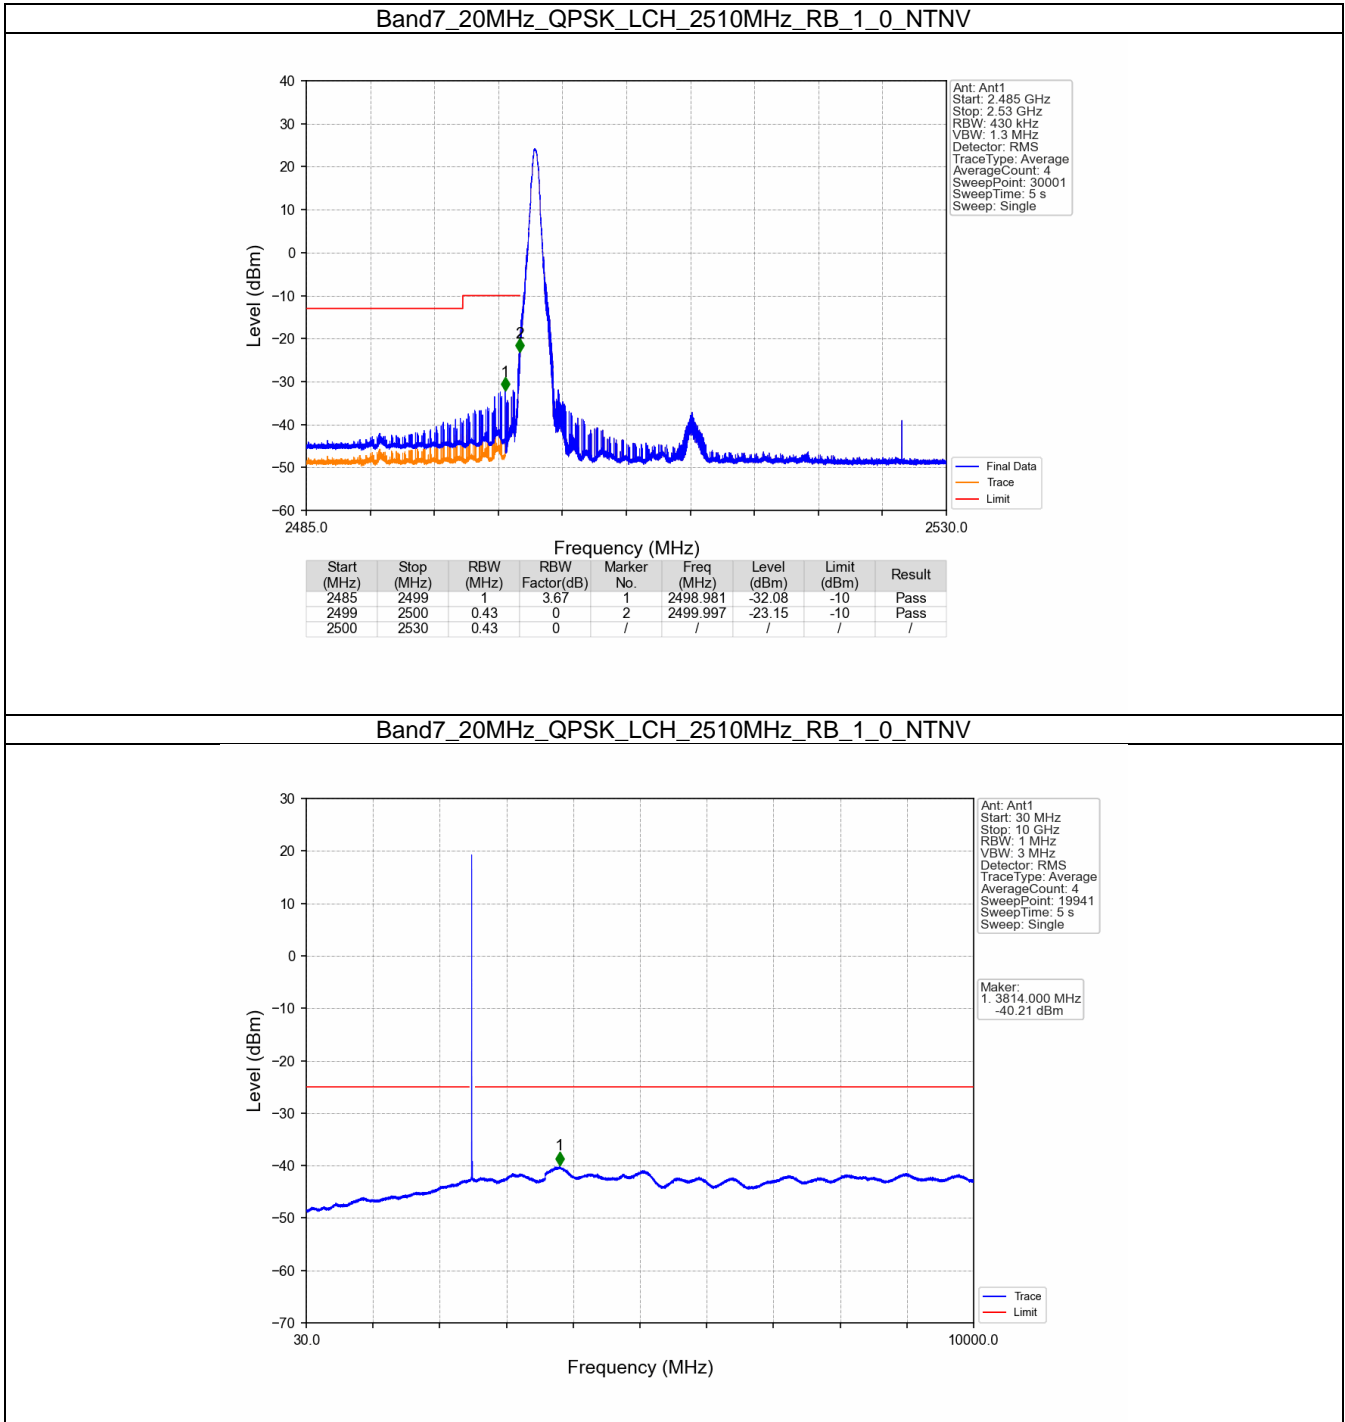 Band7_20MHz_QPSK_LCH_2510MHz_RB_1_0_NTNV
40
30
20
10
0
−10
−20
−30
−40
−50
−60
Level (dBm)
2485.0
2530.0
Frequency (MHz)
1
2
Ant: Ant1
Start: 2.485 GHz
Stop: 2.53 GHz
RBW: 430 kHz
VBW: 1.3 MHz
Detector: RMS
TraceType: Average
AverageCount: 4
SweepPoint: 30001
SweepTime: 5 s
Sweep: Single
Final Data
Trace
Limit
Start (MHz) Stop (MHz) RBW (MHz) RBW Factor(dB) Marker No. Freq (MHz) Level (dBm) Limit (dBm) Result
2485 2499 1 3.67 1 2498.981 -32.08 -10 Pass
2499 2500 0.43 0 2 2499.997 -23.15 -10 Pass
2500 2530 0.43 0 / / / / /
Band7_20MHz_QPSK_LCH_2510MHz_RB_1_0_NTNV
30
20
10
0
−10
−20
−30
−40
−50
−60
−70
Level (dBm)
30.0
10000.0
Frequency (MHz)
1
Ant: Ant1
Start: 30 MHz
Stop: 10 GHz
RBW: 1 MHz
VBW: 3 MHz
Detector: RMS
TraceType: Average
AverageCount: 4
SweepPoint: 19941
SweepTime: 5 s
Sweep: Single
Maker:
1. 3814.000 MHz
-40.21 dBm
Trace
Limit